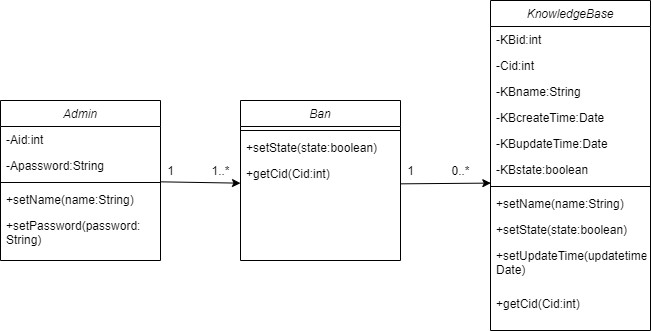 Admin
-Aid:int
-Apassword:String
+setName(name:String)
+setPassword(password:
String)
1
1..*
Ban
+setState(state:boolean)
+getCid(Cid:int)
1
0..*
KnowledgeBase
-KBid:int
-Cid:int
-KBname:String
-KBcreateTime:Date
-KBupdateTime:Date
-KBstate:boolean
+setName(name:String)
+setState(state:boolean)
+setUpdateTime(updatetime
Date)
+getCid(Cid:int)